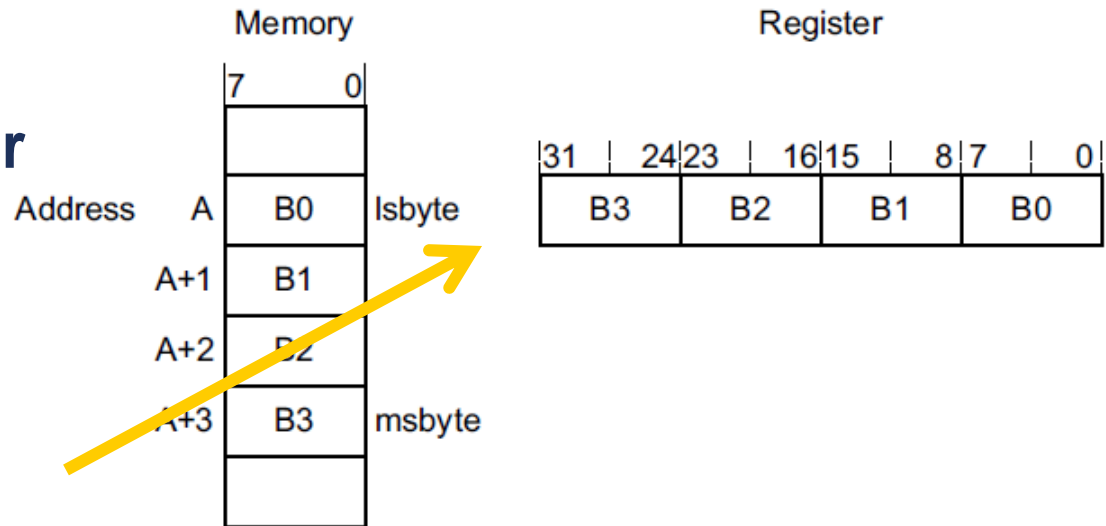 Memory
Register
7 0
r
31 24 23 16 15 8 7 0
Address A B0 lsbyte
B3 B2 B1 B0
A+1 B1
A+2 B2
A+3 B3 msbyte